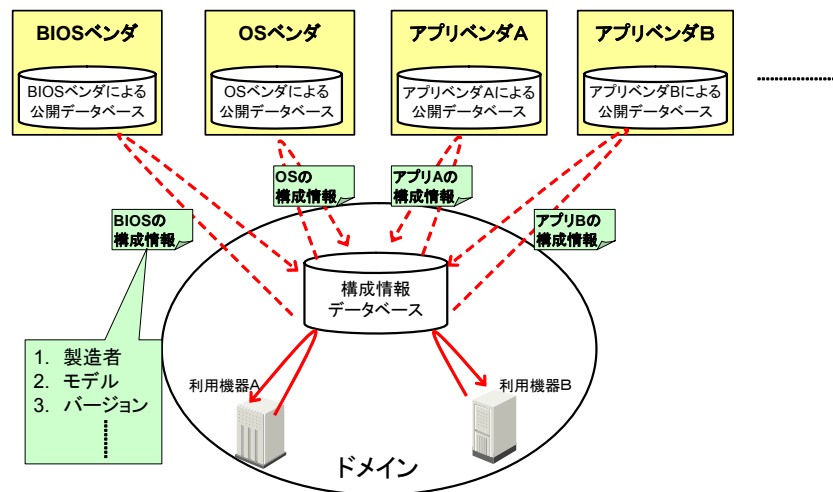 BIOSベンダ
OSベンダ
アプリベンダA
アプリベンダB
BIOSベンダによる
公開データベース
OSベンダによる
公開データベース
アプリベンダAによる
公開データベース
アプリベンダBによる
公開データベース
OSの
構成情報
アプリAの
構成情報
BIOSの
構成情報
アプリBの
構成情報
構成情報
データベース
1. 製造者
2. モデル
3. バージョン
利用機器A
利用機器B
ドメイン